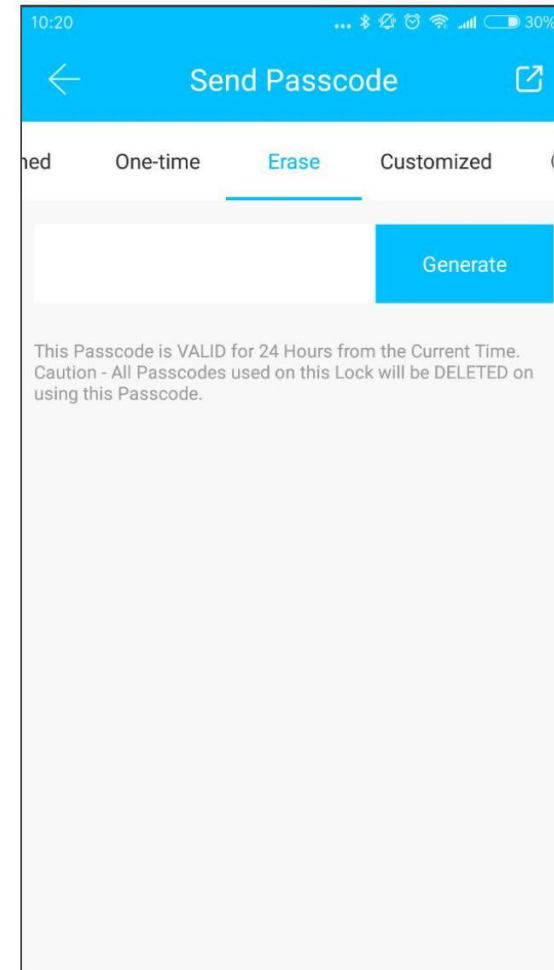 10:20
30%
Send Passcode
One-time
Erase
Customized
Generate
This Passcode is VALID for 24 Hours from the Current Time.
Caution - All Passcodes used on this Lock will be DELETED on
using this Passcode.